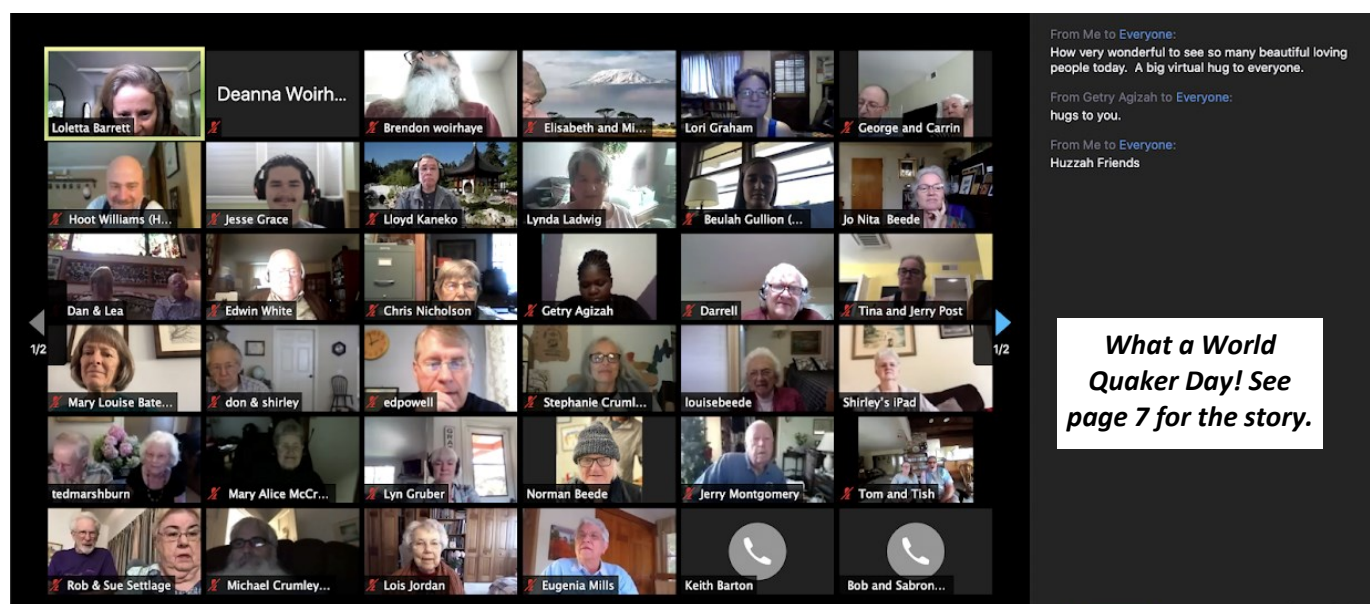 Loletta Barrett
Deanna Woirh...
Brendon woirhaye
Elisabeth and Mi...
Lori Graham
George and Carrin
Hoot Williams (H...
Jesse Grace
Lloyd Kaneko
Lynda Ladwig
Beulah Gullion (...
Jo Nita Beede
Dan & Lea
Edwin White
Chris Nicholson
Getry Agizah
Darrell
Tina and Jerry Post
1/2
1/2
Mary Louise Bate...
don & shirley
edpowell
Stephanie Cruml...
louisebeede
Shirley's iPad
tedmarshburn
Mary Alice McCr...
Lyn Gruber
Norman Beede
Jerry Montgomery
Tom and Tish
Rob & Sue Settlage
Michael Crumley...
Lois Jordan
Eugenia Mills
Keith Barton
Bob and Sabron...
From Me to Everyone:
How very wonderful to see so many beautiful loving
people today. A big virtual hug to everyone.
From Getry Agizah to Everyone:
hugs to you.
From Me to Everyone:
Huzzah Friends
What a World
Quaker Day! See
page 7 for the story.